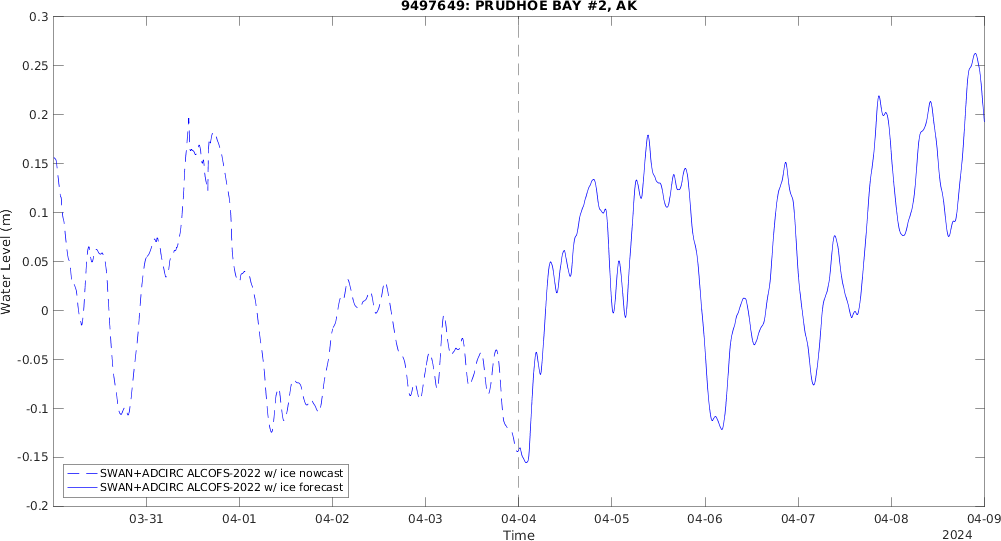 9497649: PRUDHOE BAY #2, AK
0.3
0.25
0.2
0.15
0.1
0.05
0
-0.05
-0.1
-0.15
-0.2
Water Level (m)
SWAN+ADCIRC ALCOFS-2022 w/ ice nowcast
SWAN+ADCIRC ALCOFS-2022 w/ ice forecast
03-31 04-01 04-02 04-03 04-04 04-05 04-06 04-07 04-08 04-09
Time
2024